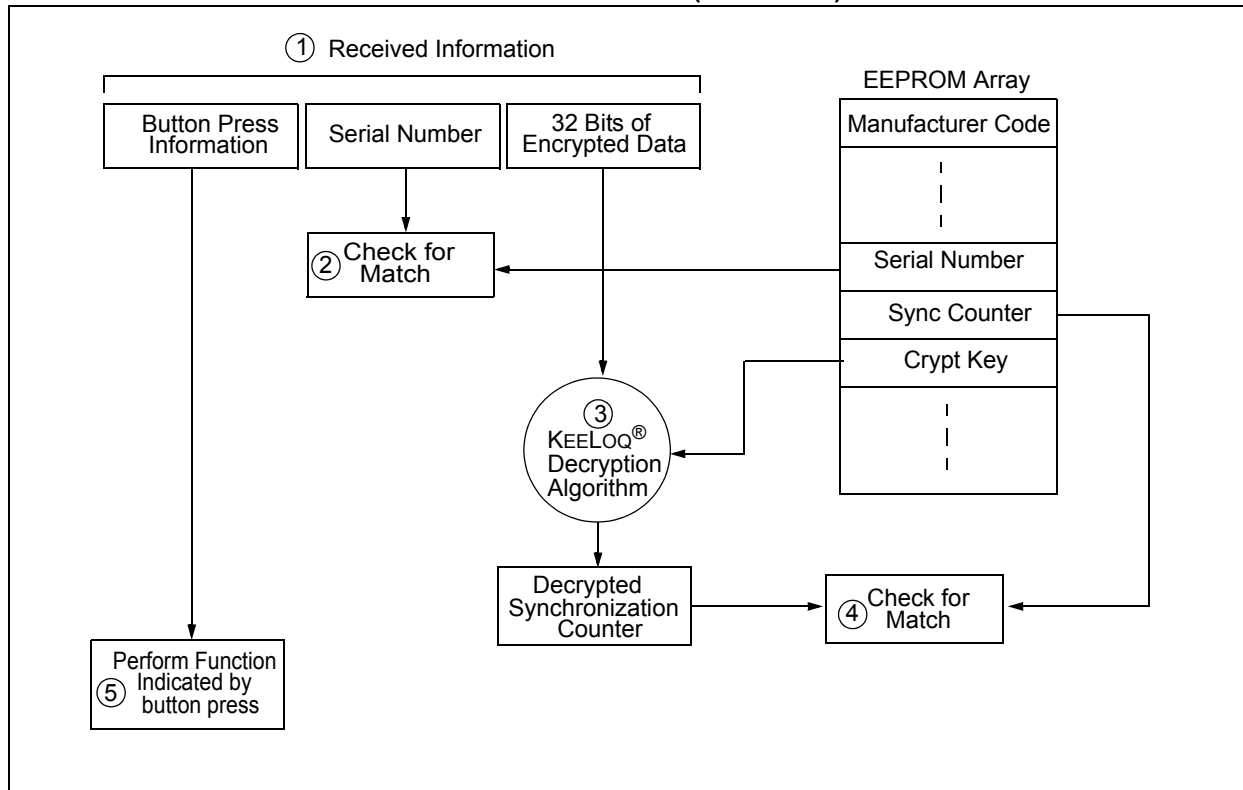 ① Received Information
EEPROM Array
Button Press
Information
Serial Number
32 Bits of
Encrypted Data
Manufacturer Code
Serial Number
Sync Counter
Crypt Key
② Check for
Match
③
KEELOQ®
Decryption
Algorithm
Decrypted
Synchronization
Counter
④ Check for
Match
Perform Function
⑤ Indicated by
button press